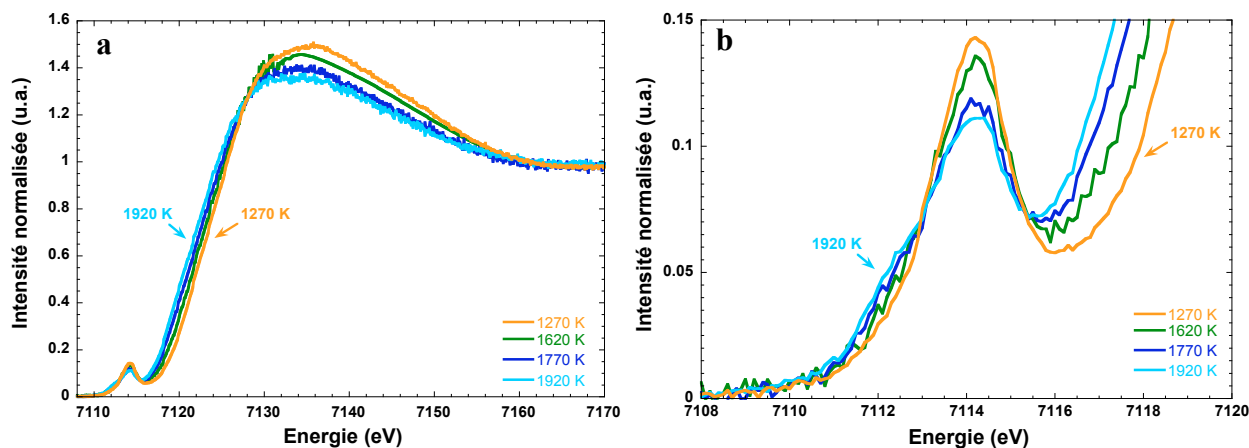 a
Intensité normalisée (u.a.)
1.6
1.4
1.2
1
0.8
0.6
0.4
0.2
0
1920 K
1270 K
1270 K
1620 K
1770 K
1920 K
7110 7120 7130 7140 7150 7160 7170
Energie (eV)
b
Intensité normalisée (u.a.)
0.15
0.1
0.05
0
1270 K
1920 K
1270 K
1620 K
1770 K
1920 K
7108 7110 7112 7114 7116 7118 7120
Energie (eV)